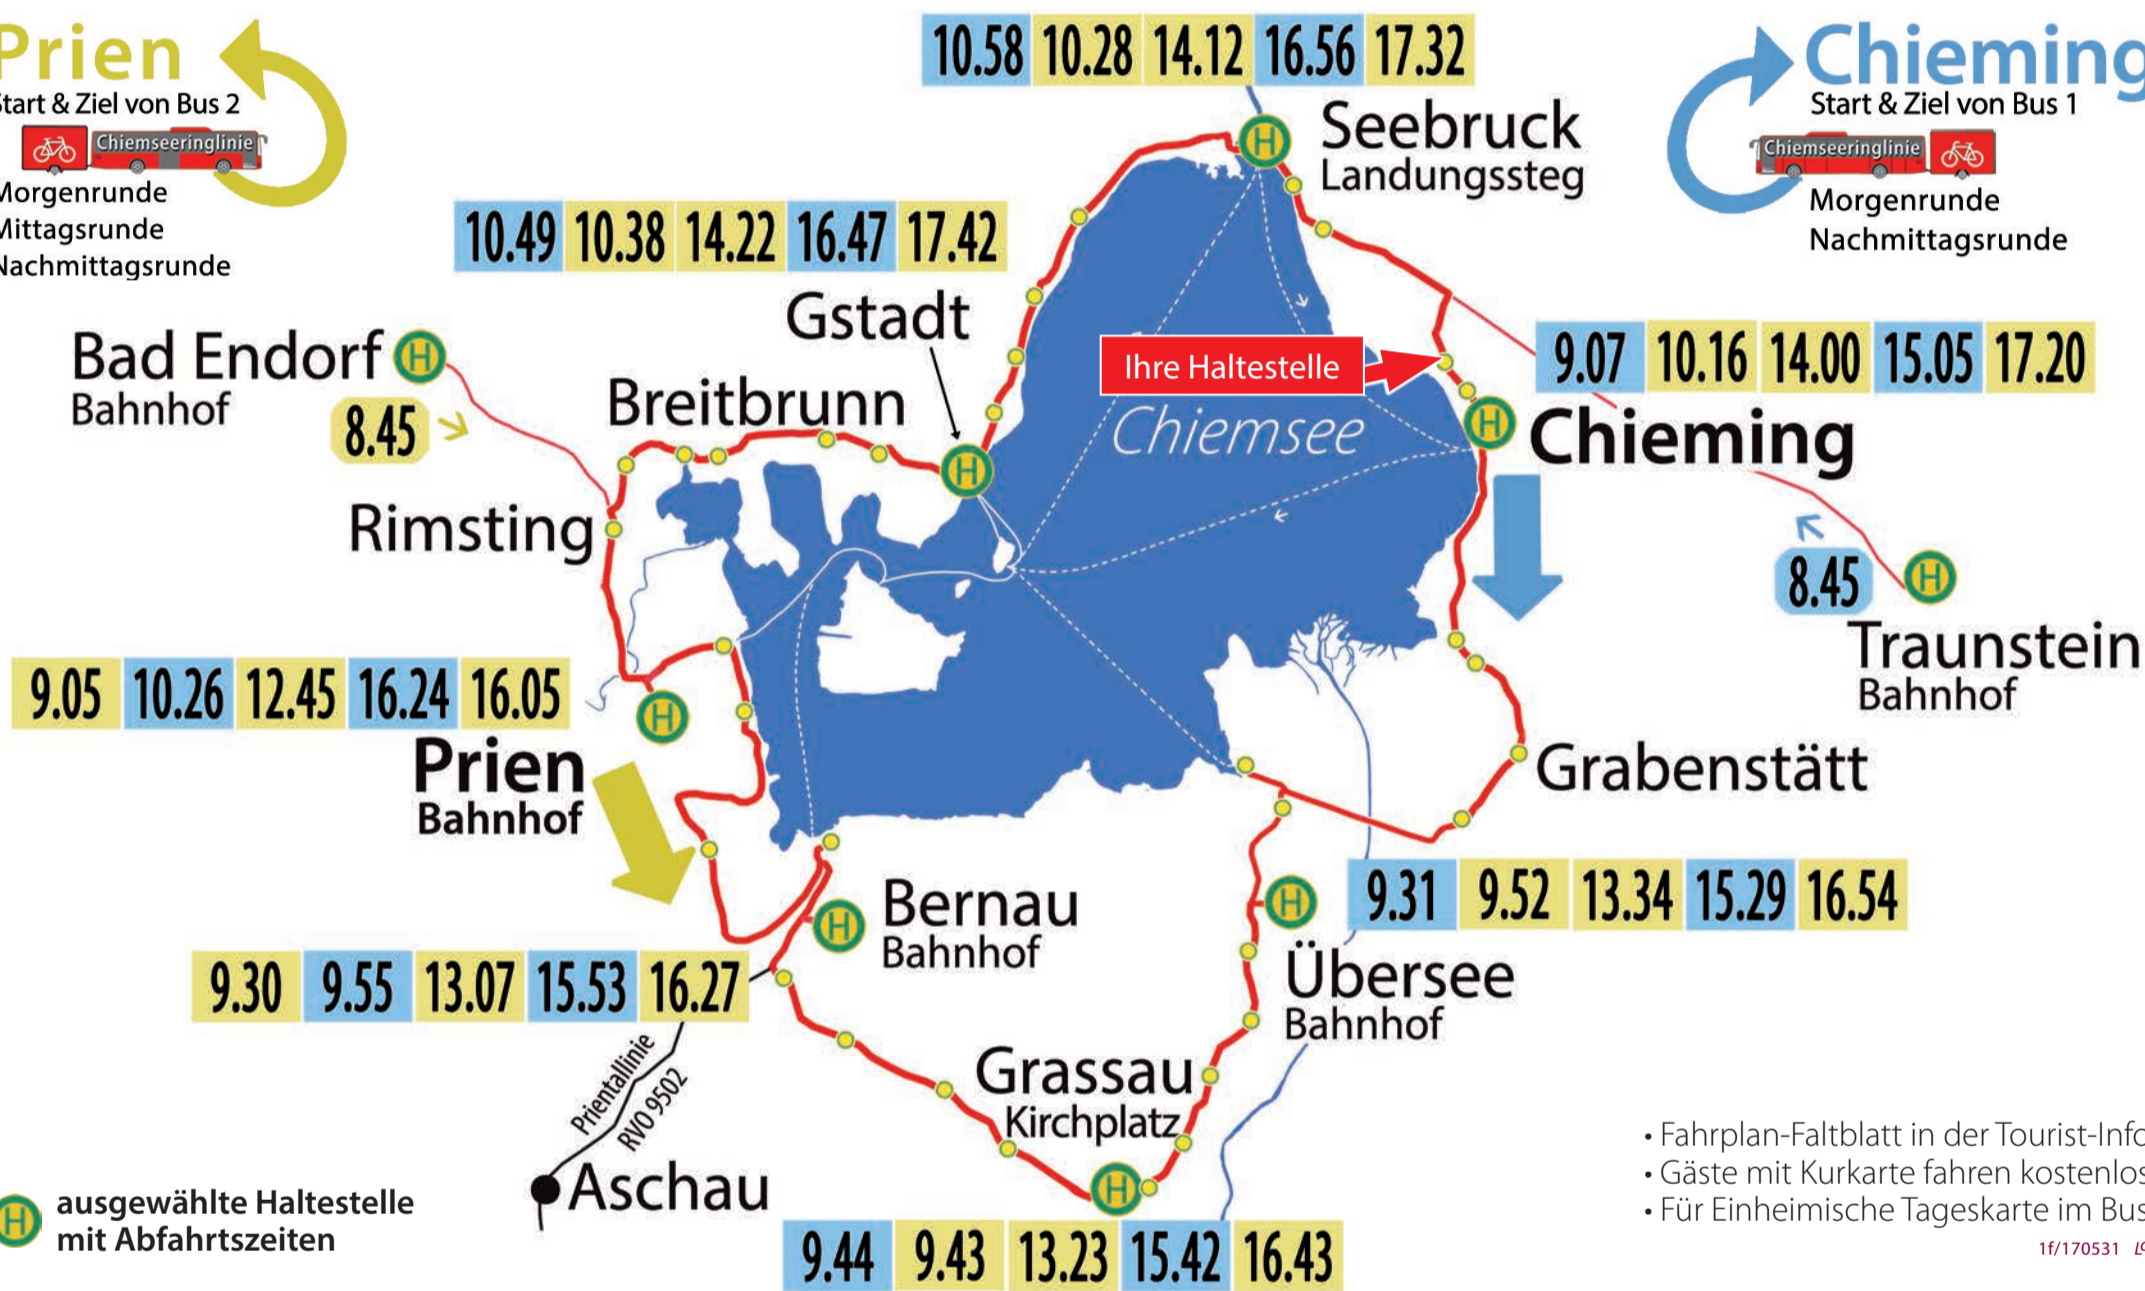 Prien
Start & Ziel von Bus 2
Chiemseeringlinie
Morgenrunde
Mittagsrunde
Nachmittagsrunde
10.58 10.28 14.12 16.56 17.32
Seebruck
Landungssteg
Chieming
Start & Ziel von Bus 1
Chiemseeringlinie
Morgenrunde
Nachmittagsrunde
10.49 10.38 14.22 16.47 17.42
Gstadt
Bad Endorf H
Bahnhof
8.45
Breitbrunn
Ihre Haltestelle
Chiemsee
9.07 10.16 14.00 15.05 17.20
Chieming
Rimsting
8.45
H
Traunstein
Bahnhof
9.05 10.26 12.45 16.24 16.05
H
Prien
Bahnhof
Grabenstätt
H
Bernau
Bahnhof
9.31 9.52 13.34 15.29 16.54
H
Übersee
Bahnhof
9.30 9.55 13.07 15.53 16.27
Prientallinie
RVO 9502
Aschau
Grassau
Kirchplatz
H
9.44 9.43 13.23 15.42 16.43
H ausgewählte Haltestelle
mit Abfahrtszeiten
• Fahrplan-Faltblatt in der Tourist-Info
• Gäste mit Kurkarte fahren kostenlos
• Für Einheimische Tageskarte im Bus
1f/170531